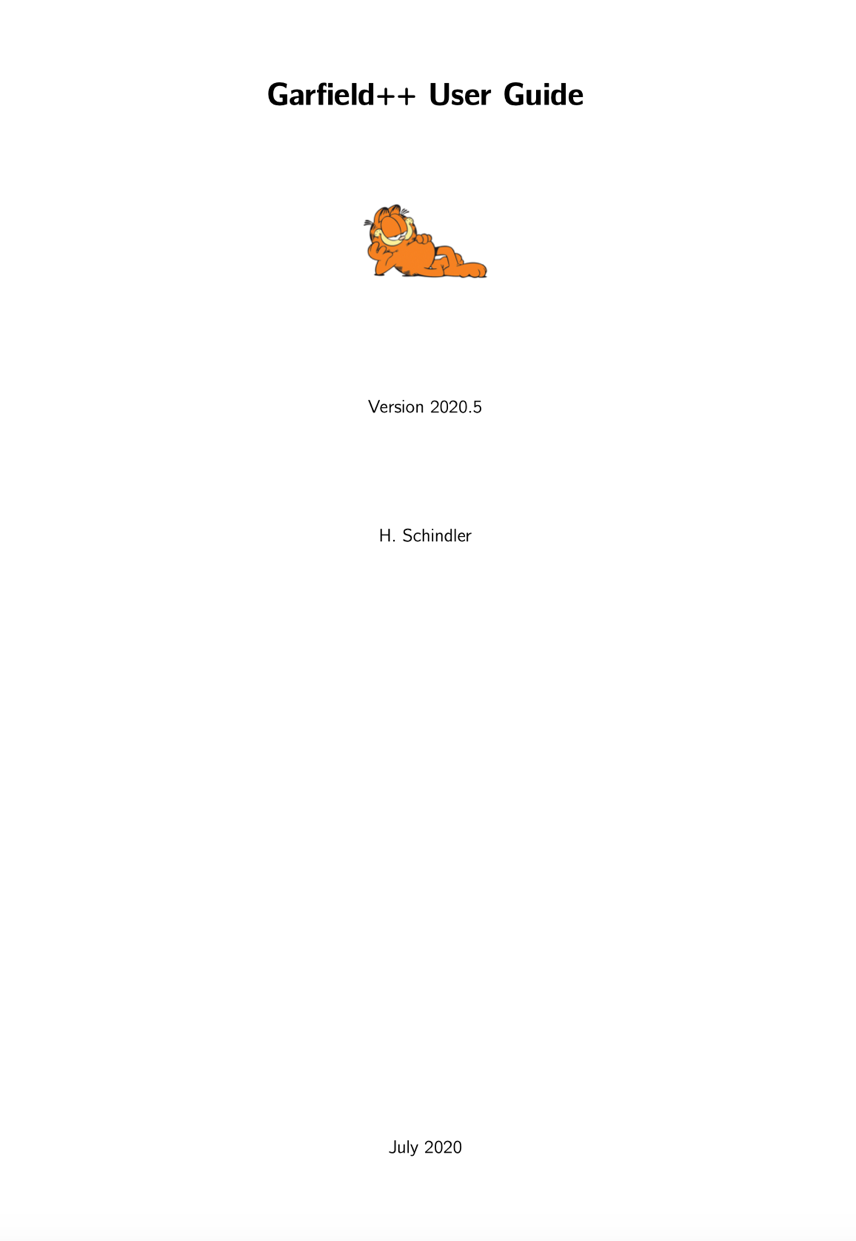 Garfield++ User Guide
Version 2020.5
H. Schindler
July 2020